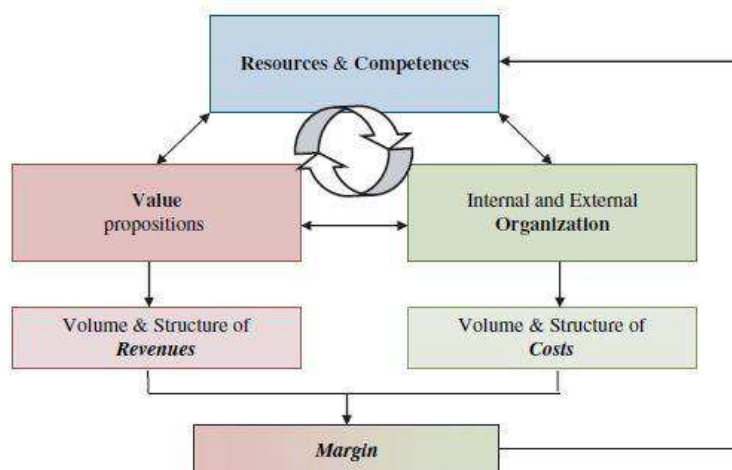 Resources & Competences
Value
propositions
Internal and External
Organization
Volume & Structure of
Revenues
Volume & Structure of
Costs
Margin